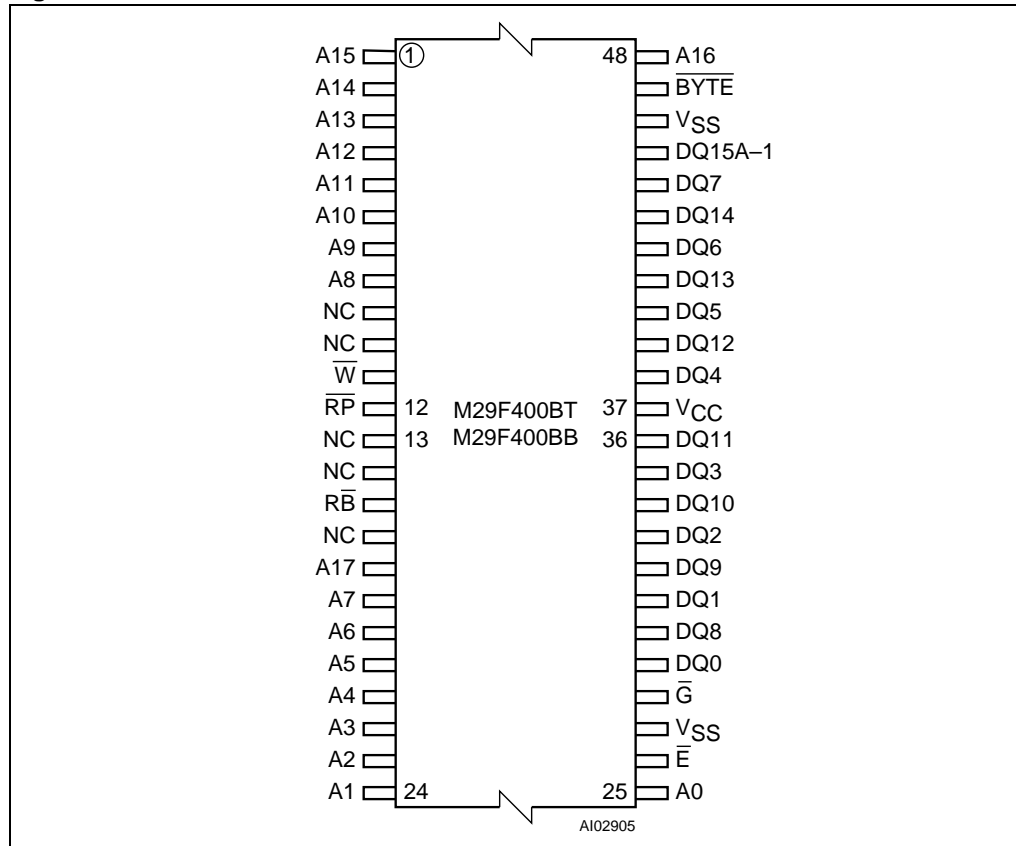 A15 1 48 A16
A14 B̅Y̅T̅E̅
A13 VSS
A12 DQ15A–1
A11 DQ7
A10 DQ14
A9 DQ6
A8 DQ13
NC DQ5
NC DQ12
W̅ DQ4
R̅P̅ 12 M29F400BT 37 VCC
NC 13 M29F400BB 36 DQ11
NC DQ3
RB̅ DQ10
NC DQ2
A17 DQ9
A7 DQ1
A6 DQ8
A5 DQ0
A4 G̅
A3 VSS
A2 E̅
A1 24 25 A0
AI02905